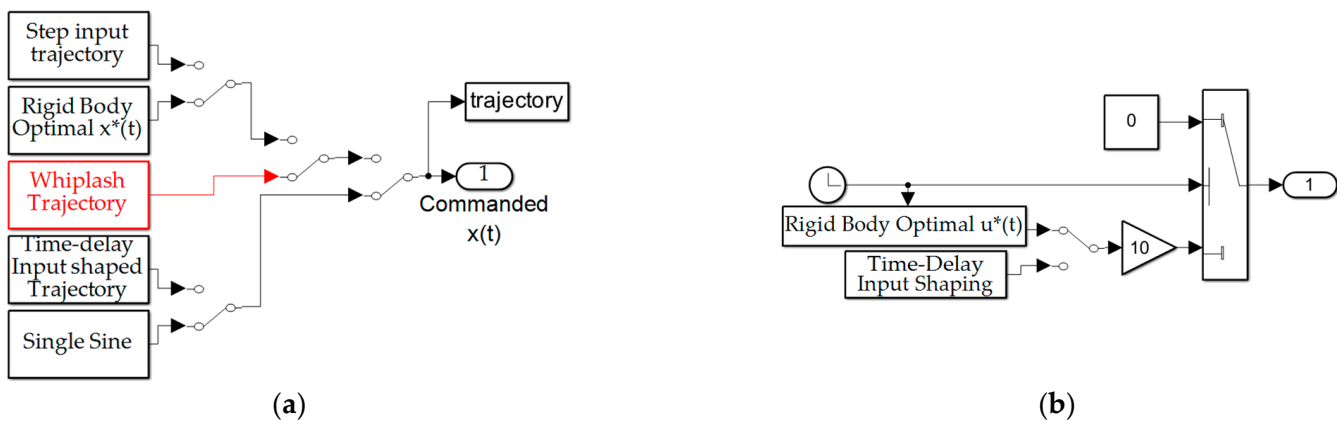 Step input
trajectory
Rigid Body
Optimal x*(t)
Whiplash
Trajectory
Time-delay
Input shaped
Trajectory
Single Sine
trajectory
1
Commanded
x(t)
(a)
0
Rigid Body Optimal u*(t)
Time-Delay
Input Shaping
10
1
(b)